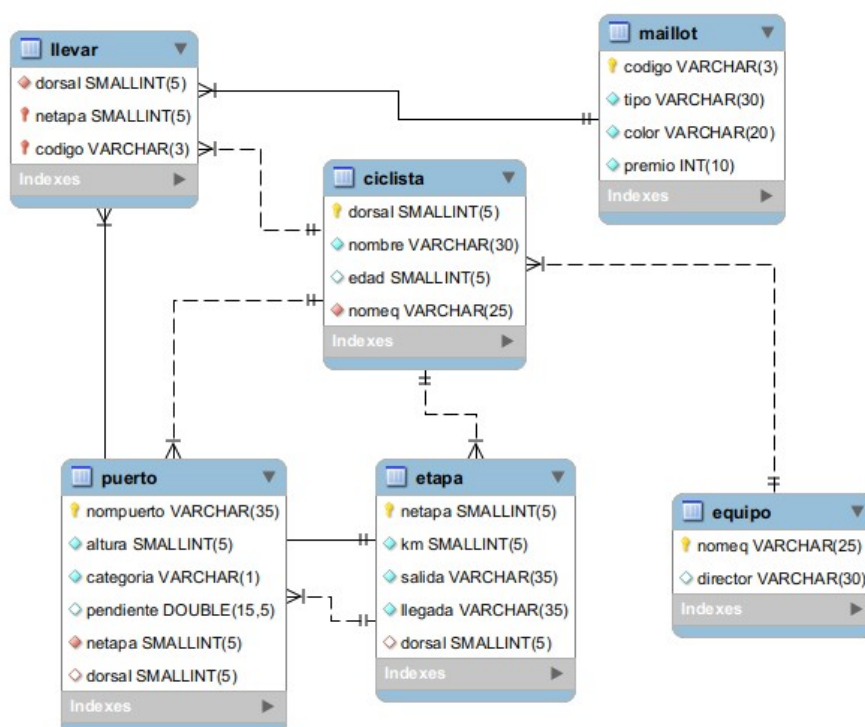 llevar
dorsal SMALLINT(5)
netapa SMALLINT(5)
codigo VARCHAR(3)
Indexes
maillot
codigo VARCHAR(3)
tipo VARCHAR(30)
color VARCHAR(20)
premio INT(10)
Indexes
ciclista
dorsal SMALLINT(5)
nombre VARCHAR(30)
edad SMALLINT(5)
nomeq VARCHAR(25)
Indexes
puerto
nompuerto VARCHAR(35)
altura SMALLINT(5)
categoria VARCHAR(1)
pendiente DOUBLE(15,5)
netapa SMALLINT(5)
dorsal SMALLINT(5)
Indexes
etapa
netapa SMALLINT(5)
km SMALLINT(5)
salida VARCHAR(35)
llegada VARCHAR(35)
dorsal SMALLINT(5)
Indexes
equipo
nomeq VARCHAR(25)
director VARCHAR(30)
Indexes